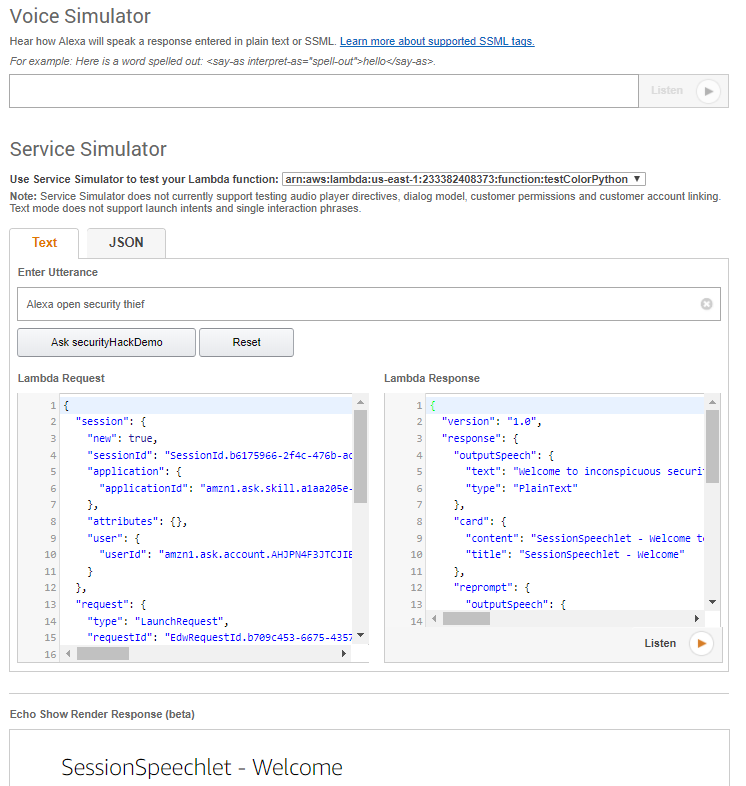 Voice Simulator
Hear how Alexa will speak a response entered in plain text or SSML. Learn more about supported SSML tags.
For example: Here is a word spelled out: <say-as interpret-as="spell-out">hello</say-as>.
Listen
Service Simulator
Use Service Simulator to test your Lambda function: arn:aws:lambda:us-east-1:233382408373:function:testColorPython
Note: Service Simulator does not currently support testing audio player directives, dialog model, customer permissions and customer account linking.
Text mode does not support launch intents and single interaction phrases.
Text JSON
Enter Utterance
Alexa open security thief
Ask securityHackDemo Reset
Lambda Request
1 {
2 "session": {
3 "new": true,
4 "sessionId": "SessionId.b6175966-2f4c-476b-ac
5 "application": {
6 "applicationId": "amzn1.ask.skill.a1aa205e-
7 },
8 "attributes": {},
9 "user": {
10 "userId": "amzn1.ask.account.AHJPN4F3JTCJIE
11 }
12 },
13 "request": {
14 "type": "LaunchRequest",
15 "requestId": "EdwRequestId.b709c453-6675-4357
16
Lambda Response
1 {
2 "version": "1.0",
3 "response": {
4 "outputSpeech": {
5 "text": "Welcome to inconspicuous securi
6 "type": "PlainText"
7 },
8 "card": {
9 "content": "SessionSpeechlet - Welcome to
10 "title": "SessionSpeechlet - Welcome"
11 },
12 "reprompt": {
13 "outputSpeech": {
14
Listen
Echo Show Render Response (beta)
SessionSpeechlet - Welcome